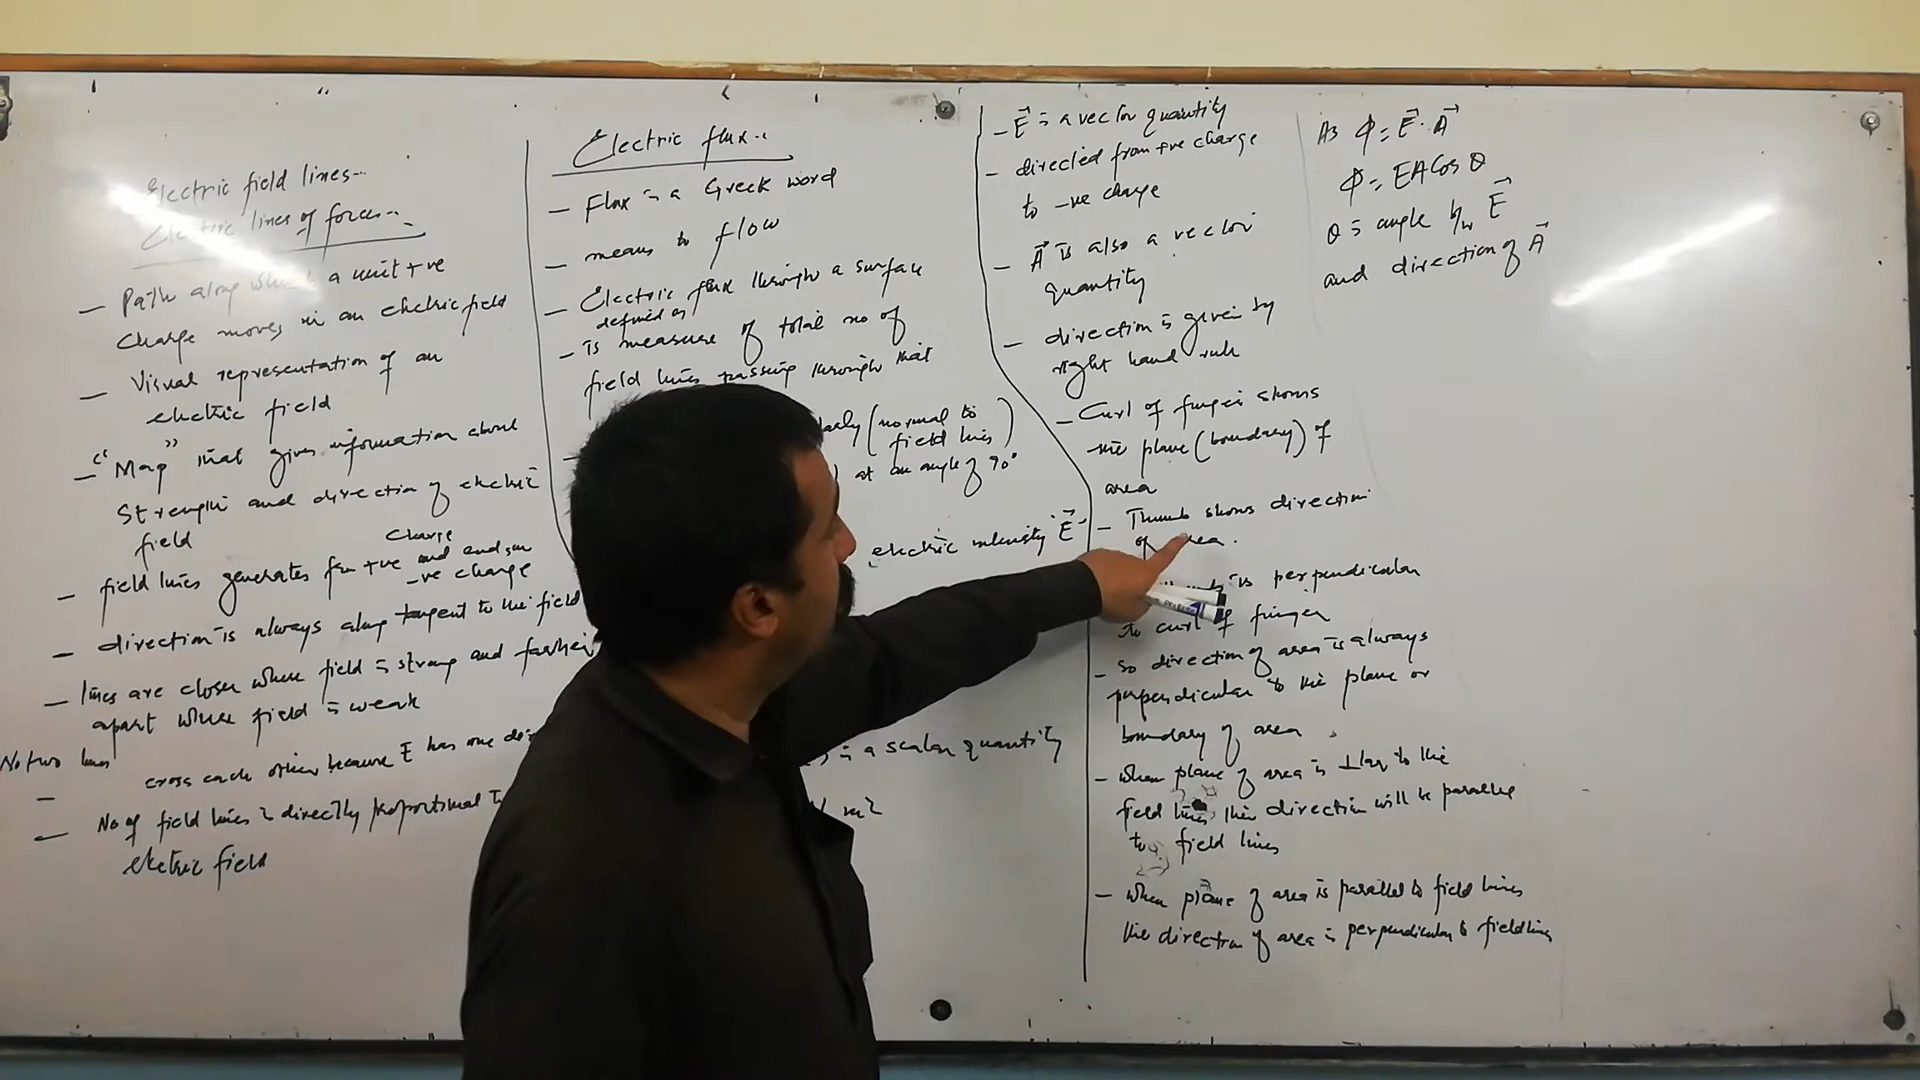 Electric field lines...
Electric lines of forces...
- Path along which a unit +ve
charge moves in an electric field
- Visual representation of an
electric field
- "Map" that gives information about
Strength and direction of electric
field
charge
- field lines generates from +ve and end on
-ve charge
- direction is always along tangent to the field
- lines are closer where field is strong and farther
apart where field is weak
No two lines
- cross each other because E has one
- No of field lines is directly proportional to
electric field
Electric flux...
- Flux is a Greek word
- means to flow
- Electric flux through a surface
defined as
- is measure of total no of
field lines passing through that
(normal to
field lines)
at an angle of 90°
electric intensity "E⃗"
is a scalar quantity
m²
- E⃗ is a vector quantity
- directed from +ve charge
to -ve charge
- A⃗ is also a vector
quantity
- direction is given by
right hand rule
- Curl of finger shows
the plane (boundary) of
area
- Thumb shows direction
of area.
is perpendicular
to curl of finger
- so direction of area is always
perpendicular to the plane or
boundary of area
- when plane of area is ⊥lar to the
field lines, then direction will be parallel
to field lines
- when plane of area is parallel to field lines
the direction of area is perpendicular to field lines
As Φ = E⃗ · A⃗
Φ = EA Cos θ
θ = angle b/w E⃗
and direction of A⃗